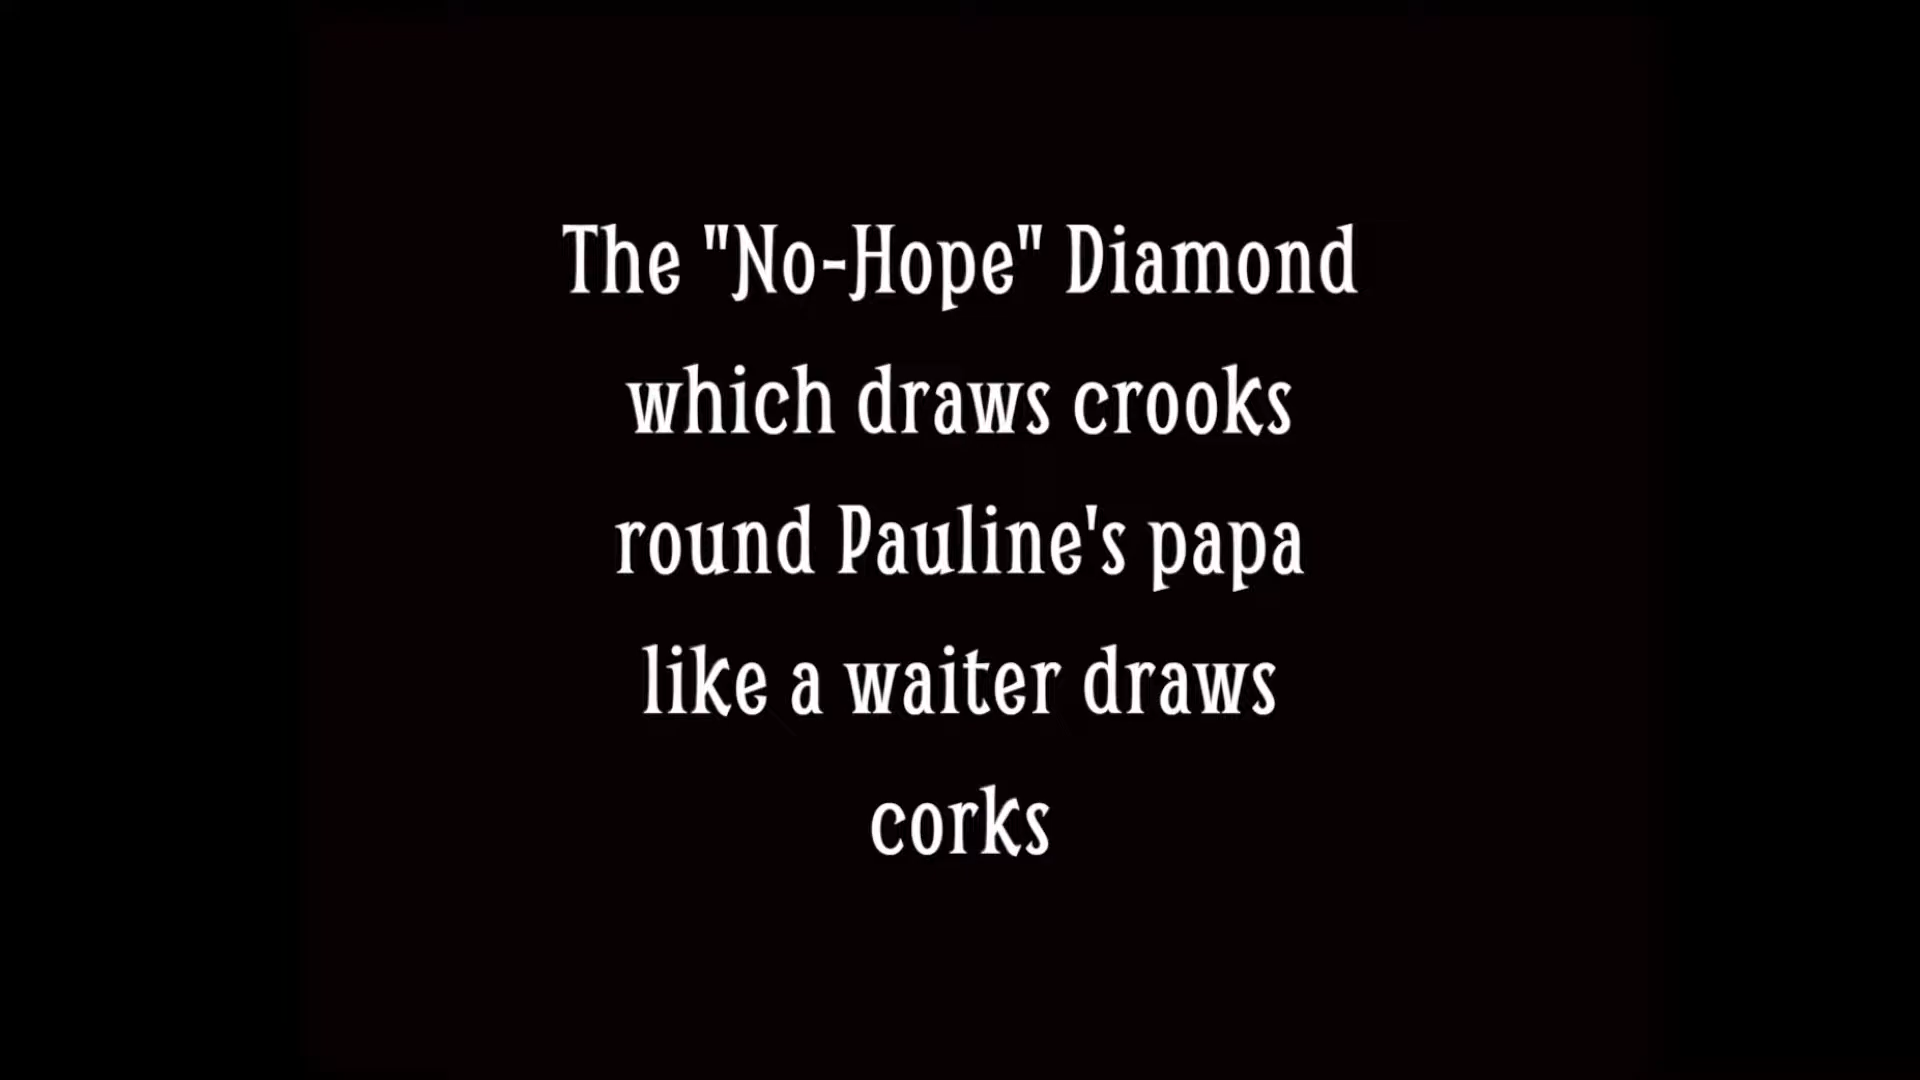 The "No-Hope" Diamond
which draws crooks
round Pauline's papa
like a waiter draws
corks